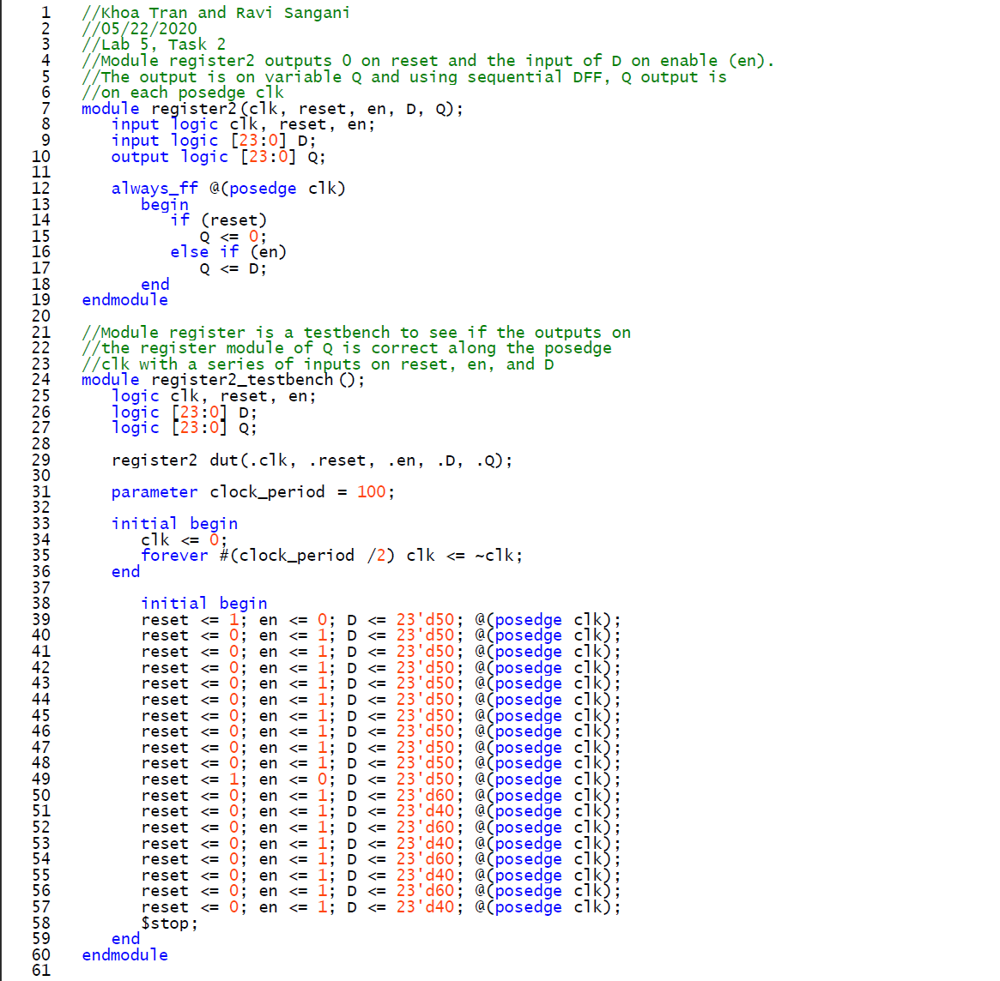 1 //Khoa Tran and Ravi Sangani
2 //05/22/2020
3 //Lab 5, Task 2
4 //Module register2 outputs 0 on reset and the input of D on enable (en).
5 //The output is on variable Q and using sequential DFF, Q output is
6 //on each posedge clk
7 module register2(clk, reset, en, D, Q);
8 input logic clk, reset, en;
9 input logic [23:0] D;
10 output logic [23:0] Q;
11
12 always_ff @(posedge clk)
13 begin
14 if (reset)
15 Q <= 0;
16 else if (en)
17 Q <= D;
18 end
19 endmodule
20
21 //Module register is a testbench to see if the outputs on
22 //the register module of Q is correct along the posedge
23 //clk with a series of inputs on reset, en, and D
24 module register2_testbench();
25 logic clk, reset, en;
26 logic [23:0] D;
27 logic [23:0] Q;
28
29 register2 dut(.clk, .reset, .en, .D, .Q);
30
31 parameter clock_period = 100;
32
33 initial begin
34 clk <= 0;
35 forever #(clock_period /2) clk <= ~clk;
36 end
37
38 initial begin
39 reset <= 1; en <= 0; D <= 23'd50; @(posedge clk);
40 reset <= 0; en <= 1; D <= 23'd50; @(posedge clk);
41 reset <= 0; en <= 1; D <= 23'd50; @(posedge clk);
42 reset <= 0; en <= 1; D <= 23'd50; @(posedge clk);
43 reset <= 0; en <= 1; D <= 23'd50; @(posedge clk);
44 reset <= 0; en <= 1; D <= 23'd50; @(posedge clk);
45 reset <= 0; en <= 1; D <= 23'd50; @(posedge clk);
46 reset <= 0; en <= 1; D <= 23'd50; @(posedge clk);
47 reset <= 0; en <= 1; D <= 23'd50; @(posedge clk);
48 reset <= 0; en <= 1; D <= 23'd50; @(posedge clk);
49 reset <= 1; en <= 0; D <= 23'd50; @(posedge clk);
50 reset <= 0; en <= 1; D <= 23'd60; @(posedge clk);
51 reset <= 0; en <= 1; D <= 23'd40; @(posedge clk);
52 reset <= 0; en <= 1; D <= 23'd60; @(posedge clk);
53 reset <= 0; en <= 1; D <= 23'd40; @(posedge clk);
54 reset <= 0; en <= 1; D <= 23'd60; @(posedge clk);
55 reset <= 0; en <= 1; D <= 23'd40; @(posedge clk);
56 reset <= 0; en <= 1; D <= 23'd60; @(posedge clk);
57 reset <= 0; en <= 1; D <= 23'd40; @(posedge clk);
58 $stop;
59 end
60 endmodule
61